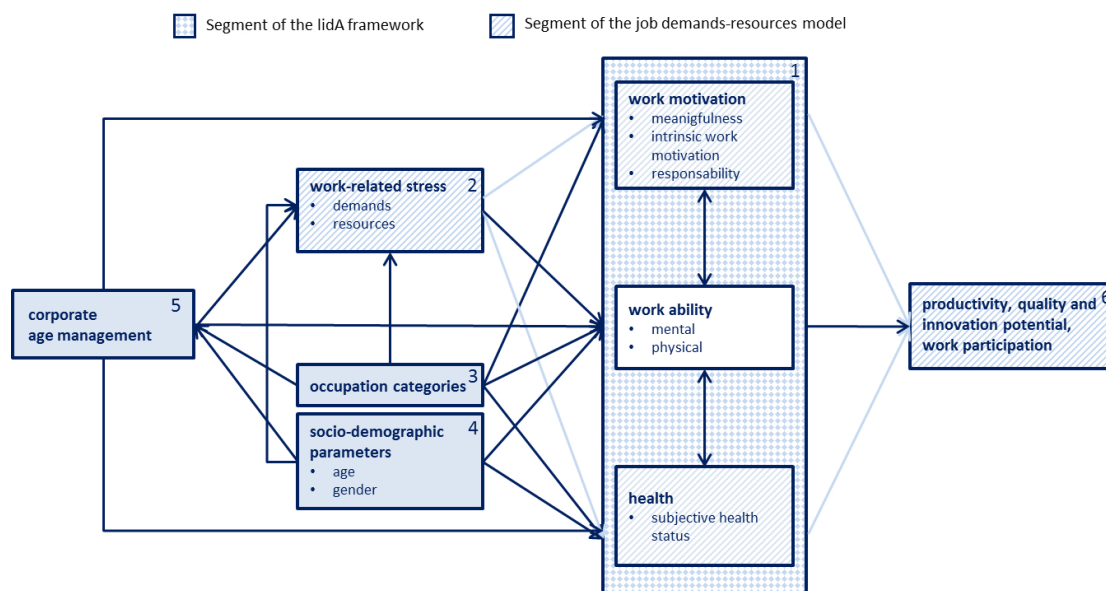 Segment of the lidA framework
Segment of the job demands-resources model
1
work motivation
• meanigfulness
• intrinsic work
motivation
• responsability
work-related stress
2
• demands
• resources
corporate
age management
5
work ability
• mental
• physical
productivity, quality and
innovation potential,
work participation
6
occupation categories
3
socio-demographic
parameters
4
• age
• gender
health
• subjective health
status